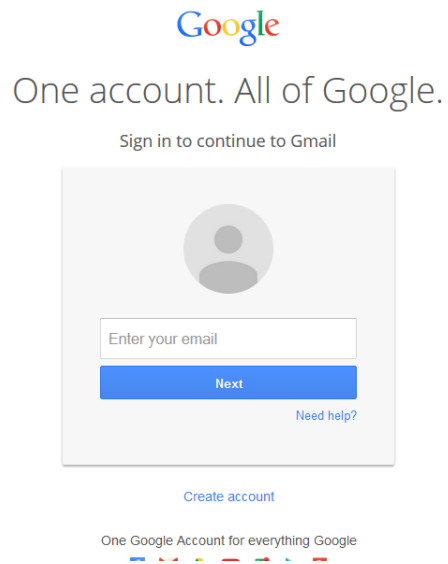 Google
One account. All of Google.
Sign in to continue to Gmail
Enter your email
Next
Need help?
Create account
One Google Account for everything Google